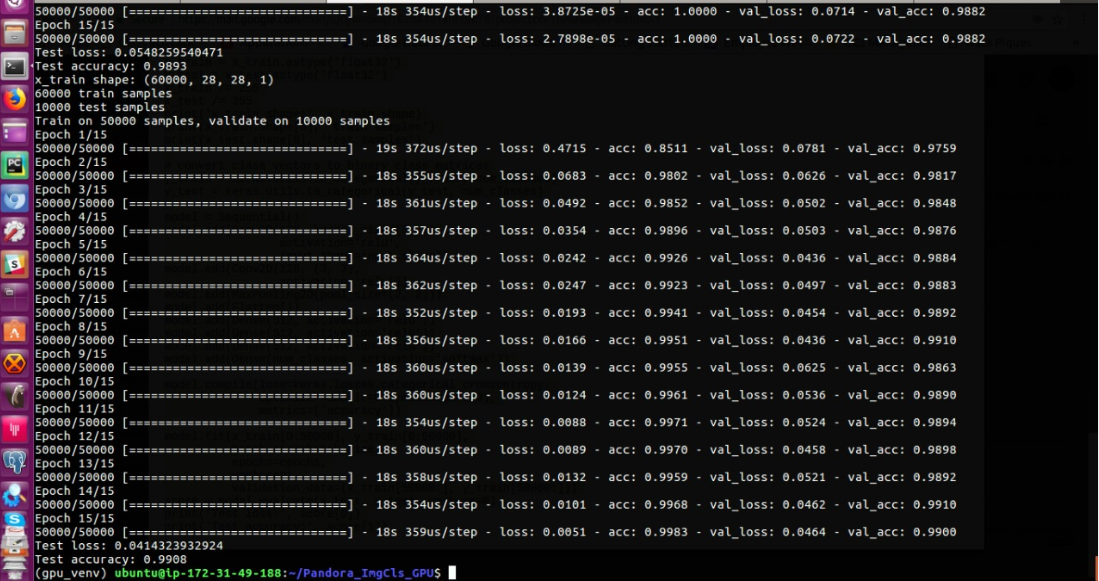 50000/50000 [==============================] - 18s 354us/step - loss: 3.8725e-05 - acc: 1.0000 - val_loss: 0.0714 - val_acc: 0.9882
Epoch 15/15
50000/50000 [==============================] - 18s 354us/step - loss: 2.7898e-05 - acc: 1.0000 - val_loss: 0.0722 - val_acc: 0.9882
Test loss: 0.0548259540471
Test accuracy: 0.9893
x_train shape: (60000, 28, 28, 1)
60000 train samples
10000 test samples
Train on 50000 samples, validate on 10000 samples
Epoch 1/15
50000/50000 [==============================] - 19s 372us/step - loss: 0.4715 - acc: 0.8511 - val_loss: 0.0781 - val_acc: 0.9759
Epoch 2/15
50000/50000 [==============================] - 18s 355us/step - loss: 0.0683 - acc: 0.9802 - val_loss: 0.0626 - val_acc: 0.9817
Epoch 3/15
50000/50000 [==============================] - 18s 361us/step - loss: 0.0492 - acc: 0.9852 - val_loss: 0.0502 - val_acc: 0.9848
Epoch 4/15
50000/50000 [==============================] - 18s 357us/step - loss: 0.0354 - acc: 0.9896 - val_loss: 0.0503 - val_acc: 0.9876
Epoch 5/15
50000/50000 [==============================] - 18s 364us/step - loss: 0.0242 - acc: 0.9926 - val_loss: 0.0436 - val_acc: 0.9884
Epoch 6/15
50000/50000 [==============================] - 18s 362us/step - loss: 0.0247 - acc: 0.9923 - val_loss: 0.0497 - val_acc: 0.9883
Epoch 7/15
50000/50000 [==============================] - 18s 352us/step - loss: 0.0193 - acc: 0.9941 - val_loss: 0.0454 - val_acc: 0.9892
Epoch 8/15
50000/50000 [==============================] - 18s 356us/step - loss: 0.0166 - acc: 0.9951 - val_loss: 0.0436 - val_acc: 0.9910
Epoch 9/15
50000/50000 [==============================] - 18s 360us/step - loss: 0.0139 - acc: 0.9955 - val_loss: 0.0625 - val_acc: 0.9863
Epoch 10/15
50000/50000 [==============================] - 18s 360us/step - loss: 0.0124 - acc: 0.9961 - val_loss: 0.0536 - val_acc: 0.9890
Epoch 11/15
50000/50000 [==============================] - 18s 354us/step - loss: 0.0088 - acc: 0.9971 - val_loss: 0.0524 - val_acc: 0.9894
Epoch 12/15
50000/50000 [==============================] - 18s 360us/step - loss: 0.0089 - acc: 0.9970 - val_loss: 0.0458 - val_acc: 0.9898
Epoch 13/15
50000/50000 [==============================] - 18s 358us/step - loss: 0.0132 - acc: 0.9959 - val_loss: 0.0521 - val_acc: 0.9892
Epoch 14/15
50000/50000 [==============================] - 18s 354us/step - loss: 0.0101 - acc: 0.9968 - val_loss: 0.0462 - val_acc: 0.9910
Epoch 15/15
50000/50000 [==============================] - 18s 359us/step - loss: 0.0051 - acc: 0.9983 - val_loss: 0.0464 - val_acc: 0.9900
Test loss: 0.0414323932924
Test accuracy: 0.9908
(gpu_venv) ubuntu@ip-172-31-49-188:~/Pandora_ImgCls_GPU$